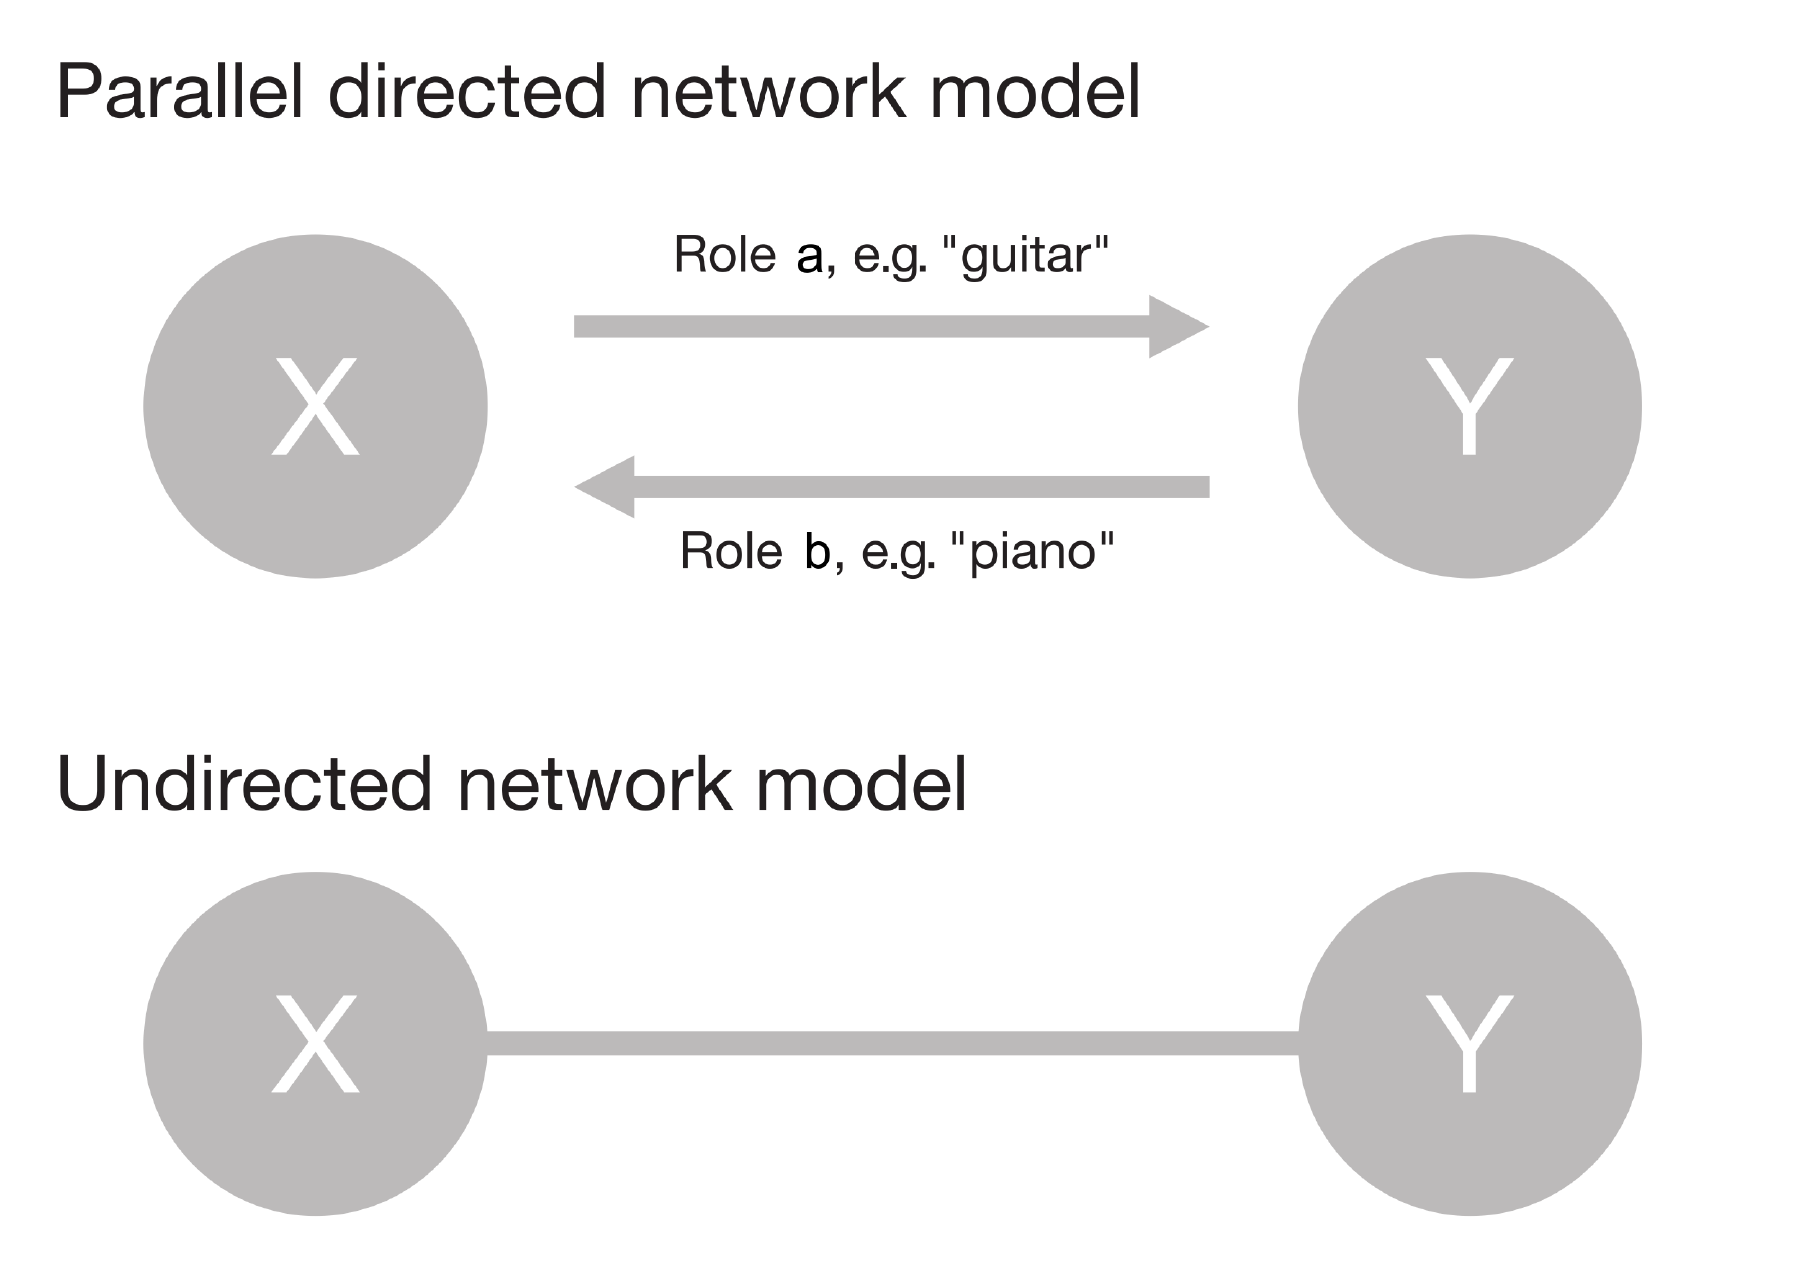 Parallel directed network model
Role a, e.g. "guitar"
X
Y
Role b, e.g. "piano"
Undirected network model
X
Y